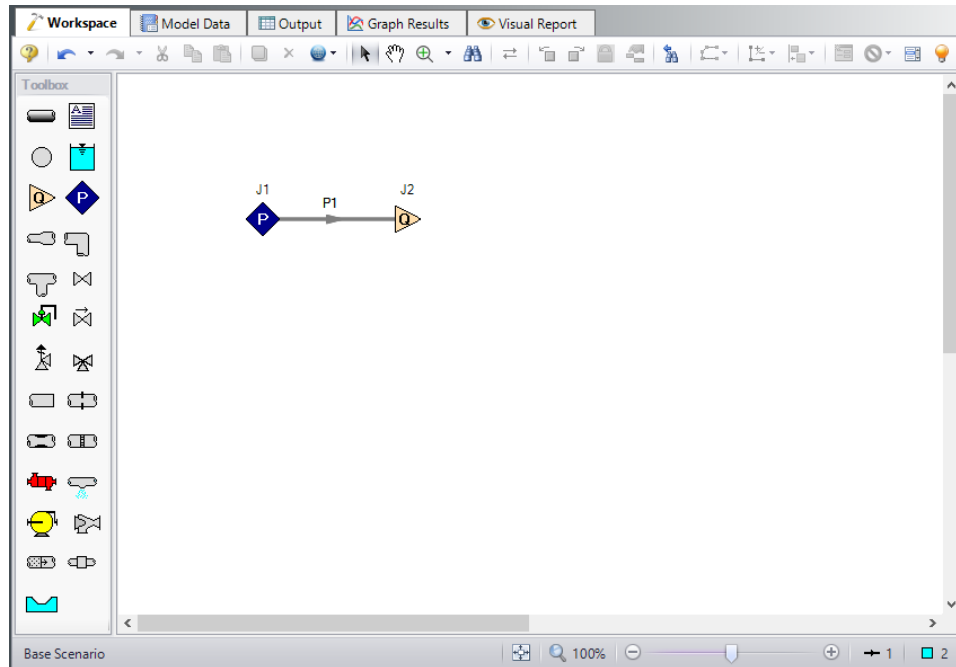 Workspace Model Data Output Graph Results Visual Report
Toolbox
A
Q P
J1 J2
P1
P Q
Base Scenario 100% 1 2